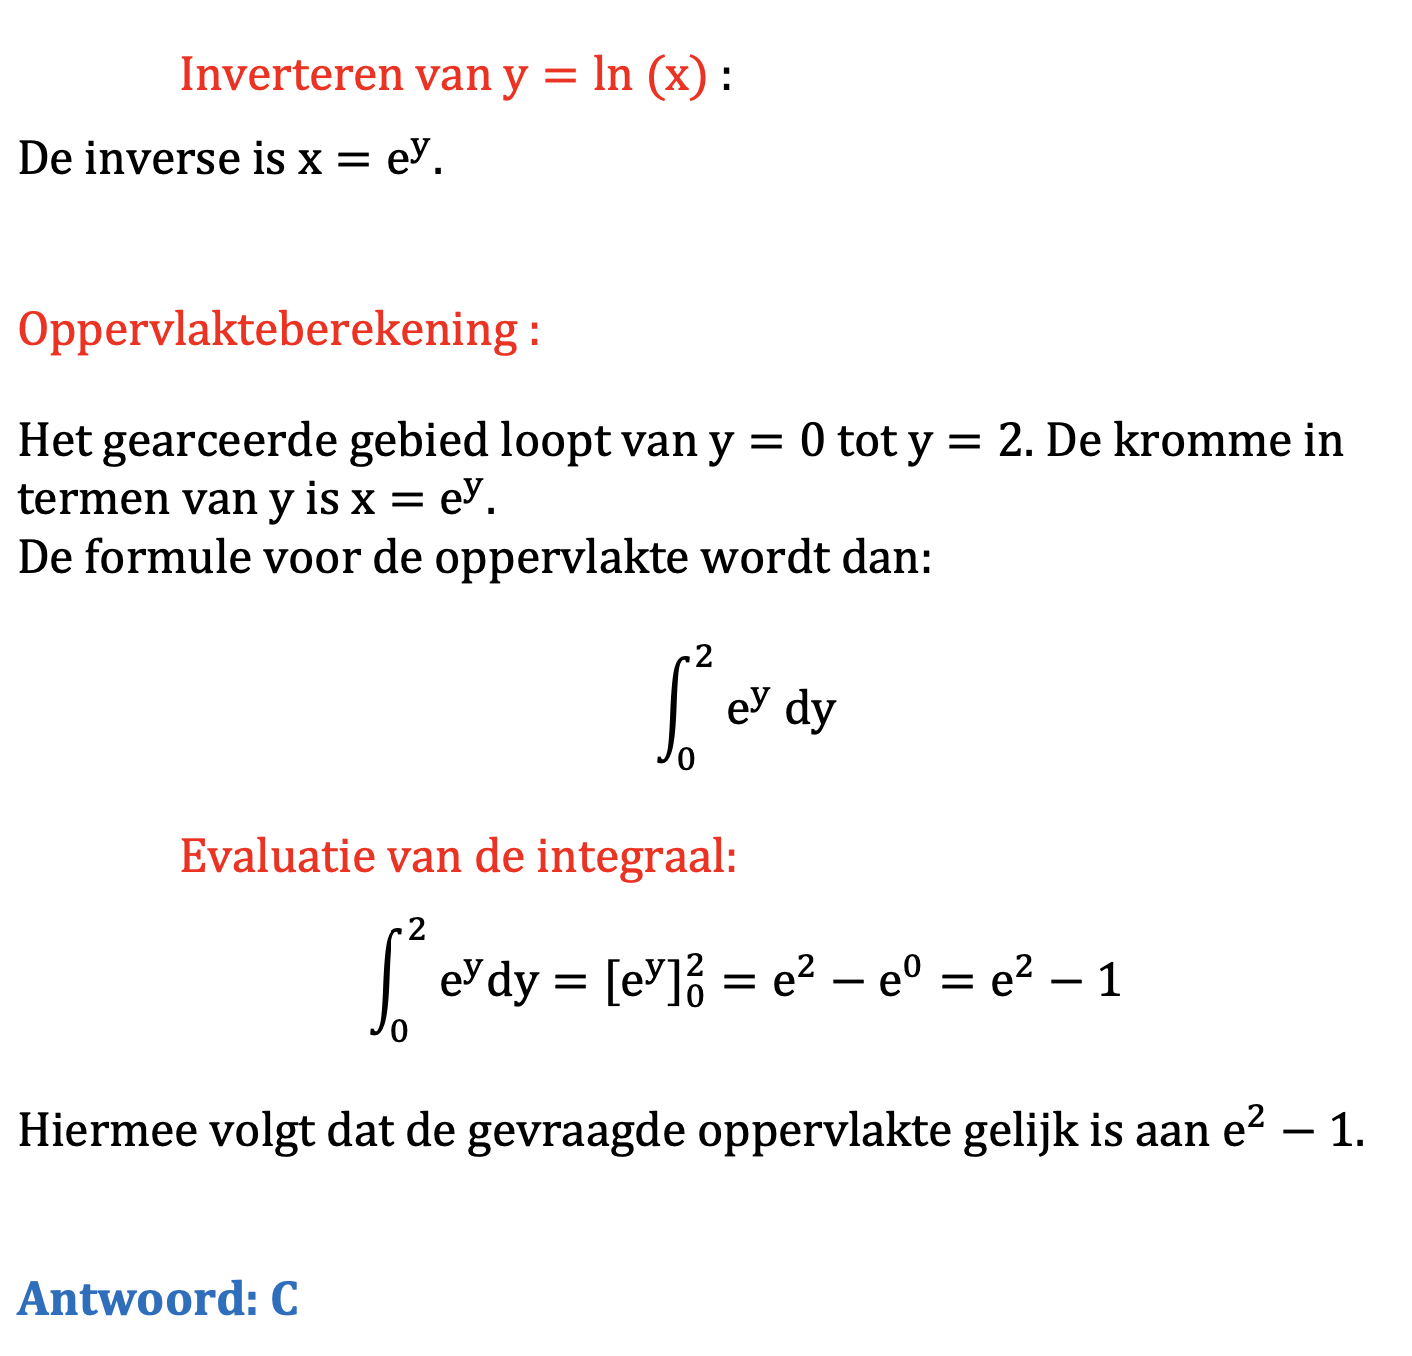 Inverteren van y = ln (x) :
De inverse is x = e^y.
Oppervlakteberekening :
Het gearceerde gebied loopt van y = 0 tot y = 2. De kromme in
termen van y is x = e^y.
De formule voor de oppervlakte wordt dan:
∫_0^2 e^y dy
Evaluatie van de integraal:
∫_0^2 e^y dy = [e^y]_0^2 = e^2 − e^0 = e^2 − 1
Hiermee volgt dat de gevraagde oppervlakte gelijk is aan e^2 − 1.
Antwoord: C